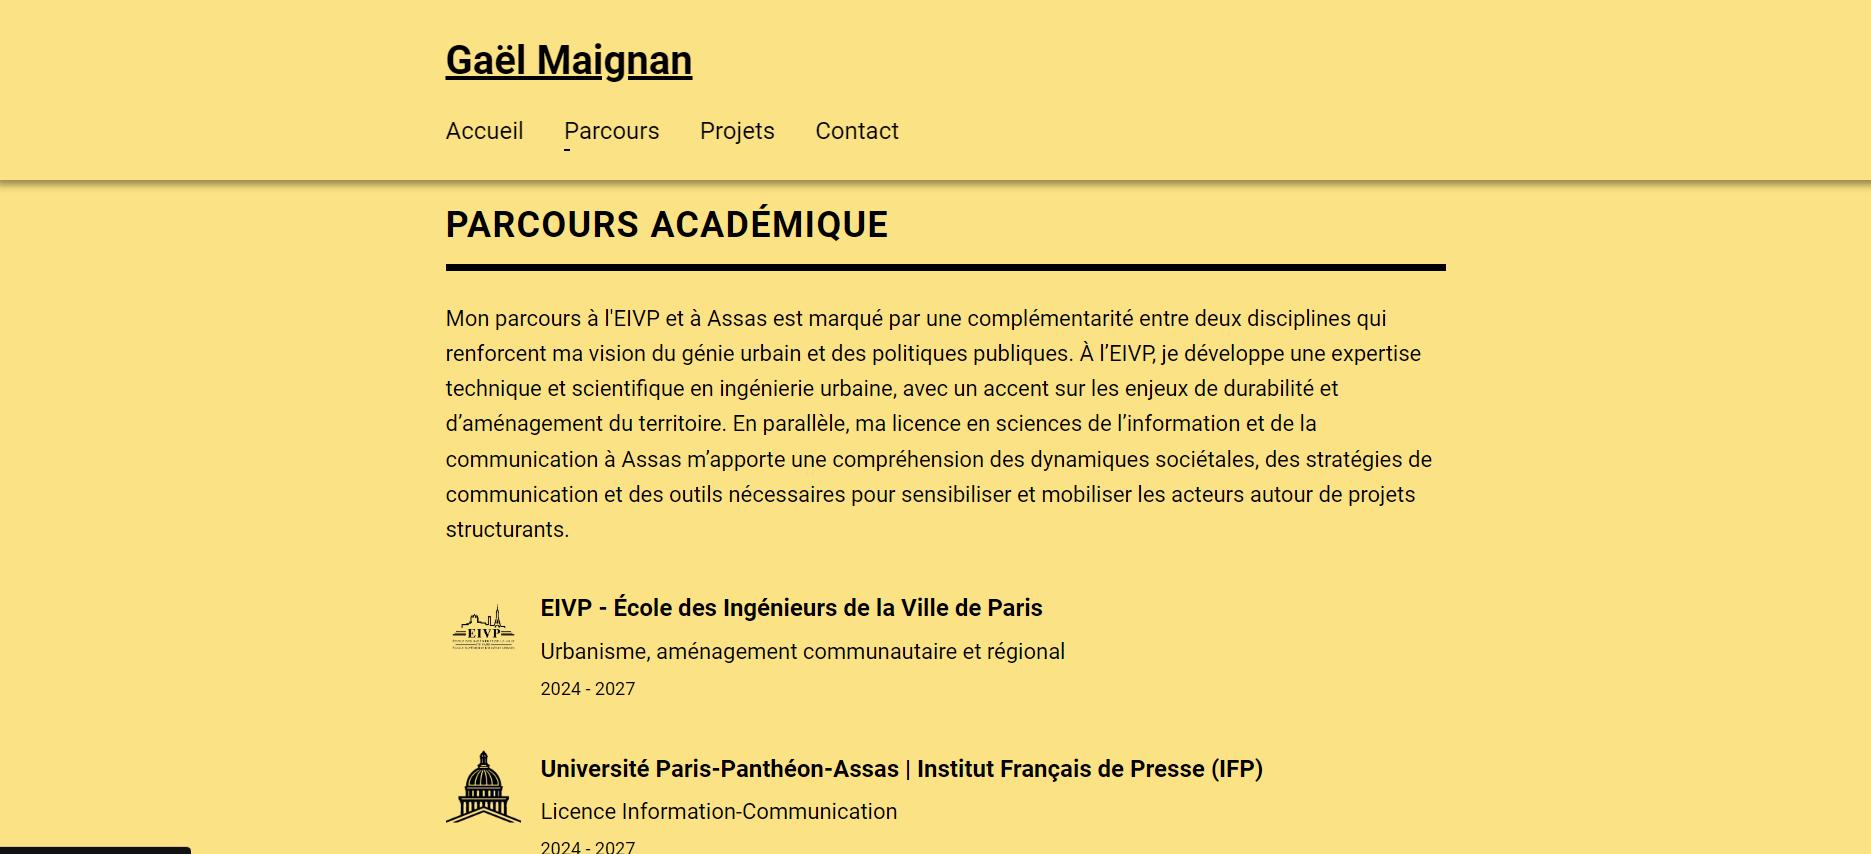 Gaël Maignan
Accueil Parcours Projets Contact
PARCOURS ACADÉMIQUE
Mon parcours à l'EIVP et à Assas est marqué par une complémentarité entre deux disciplines qui
renforcent ma vision du génie urbain et des politiques publiques. À l’EIVP, je développe une expertise
technique et scientifique en ingénierie urbaine, avec un accent sur les enjeux de durabilité et
d’aménagement du territoire. En parallèle, ma licence en sciences de l’information et de la
communication à Assas m’apporte une compréhension des dynamiques sociétales, des stratégies de
communication et des outils nécessaires pour sensibiliser et mobiliser les acteurs autour de projets
structurants.
EIVP
EIVP - École des Ingénieurs de la Ville de Paris
Urbanisme, aménagement communautaire et régional
2024 - 2027
Université Paris-Panthéon-Assas | Institut Français de Presse (IFP)
Licence Information-Communication
2024 - 2027